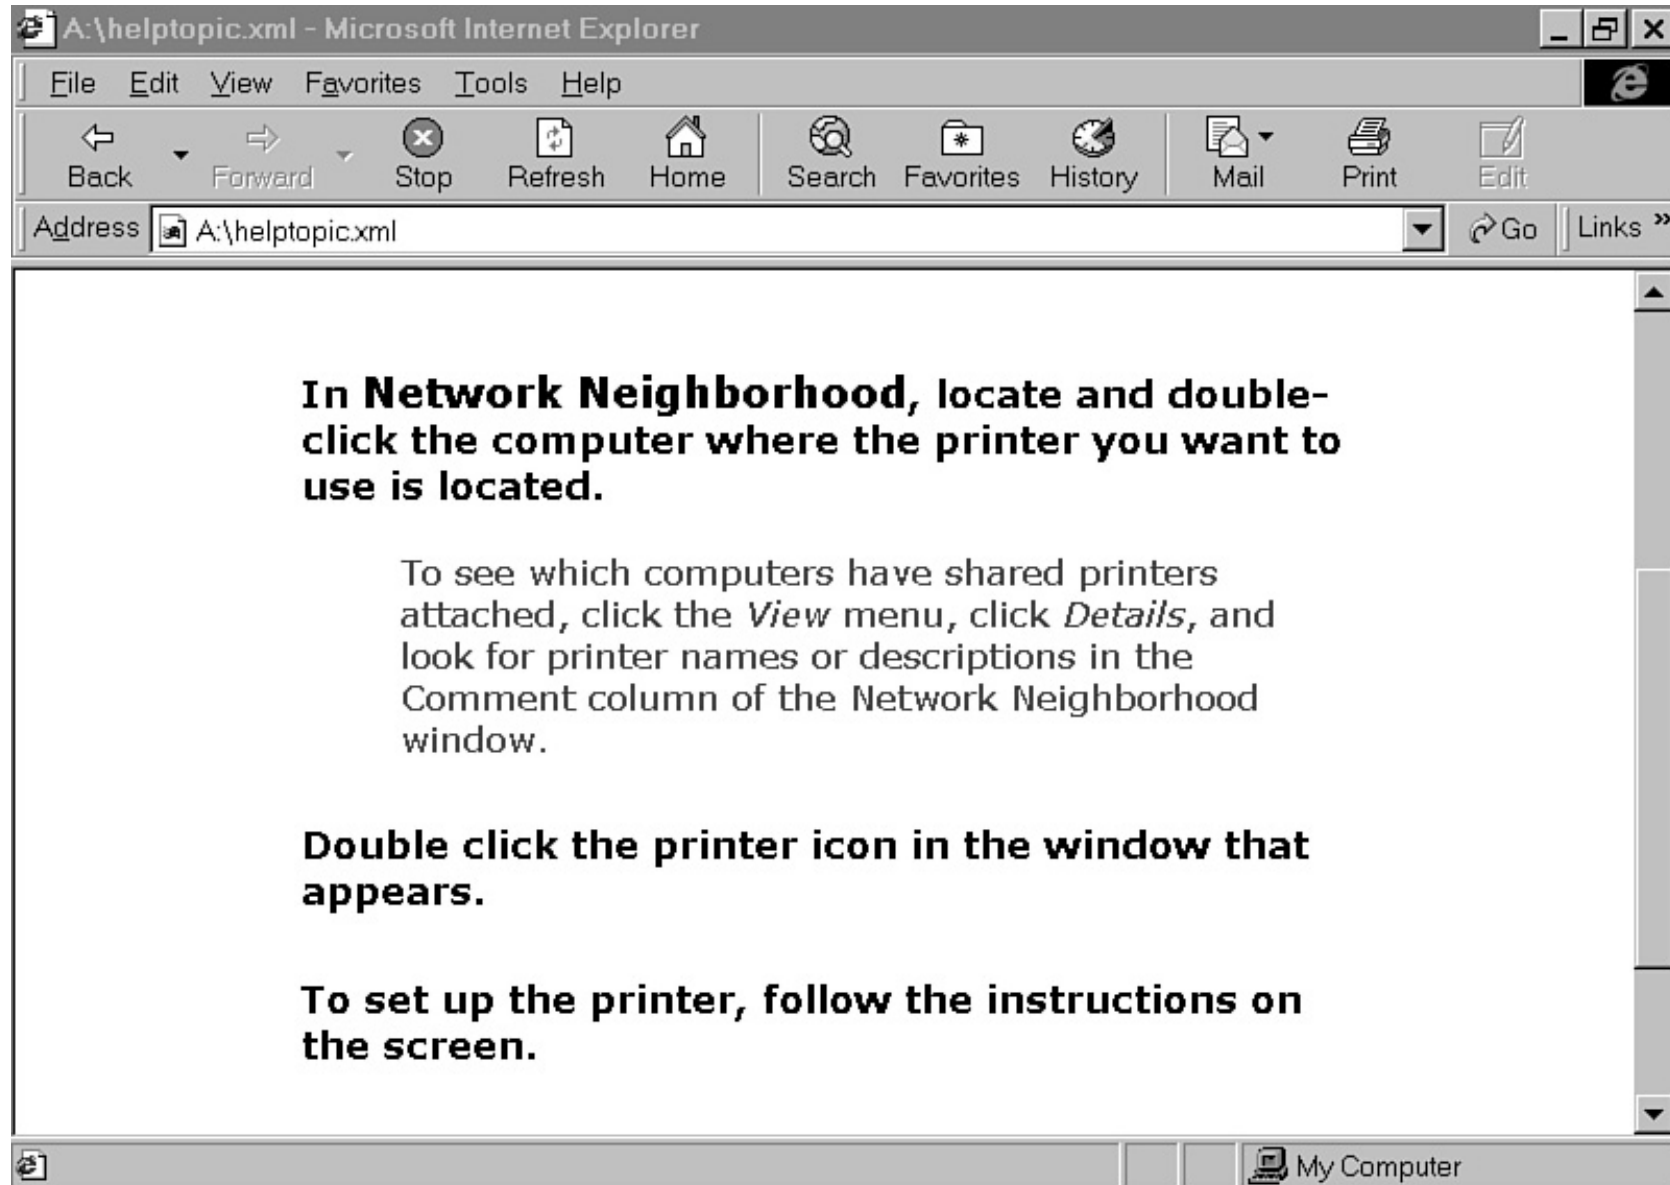 A:\helptopic.xml - Microsoft Internet Explorer
File Edit View Favorites Tools Help
Back Forward Stop Refresh Home Search Favorites History Mail Print Edit
Address A:\helptopic.xml Go Links »
In Network Neighborhood, locate and double-
click the computer where the printer you want to
use is located.
To see which computers have shared printers
attached, click the View menu, click Details, and
look for printer names or descriptions in the
Comment column of the Network Neighborhood
window.
Double click the printer icon in the window that
appears.
To set up the printer, follow the instructions on
the screen.
My Computer